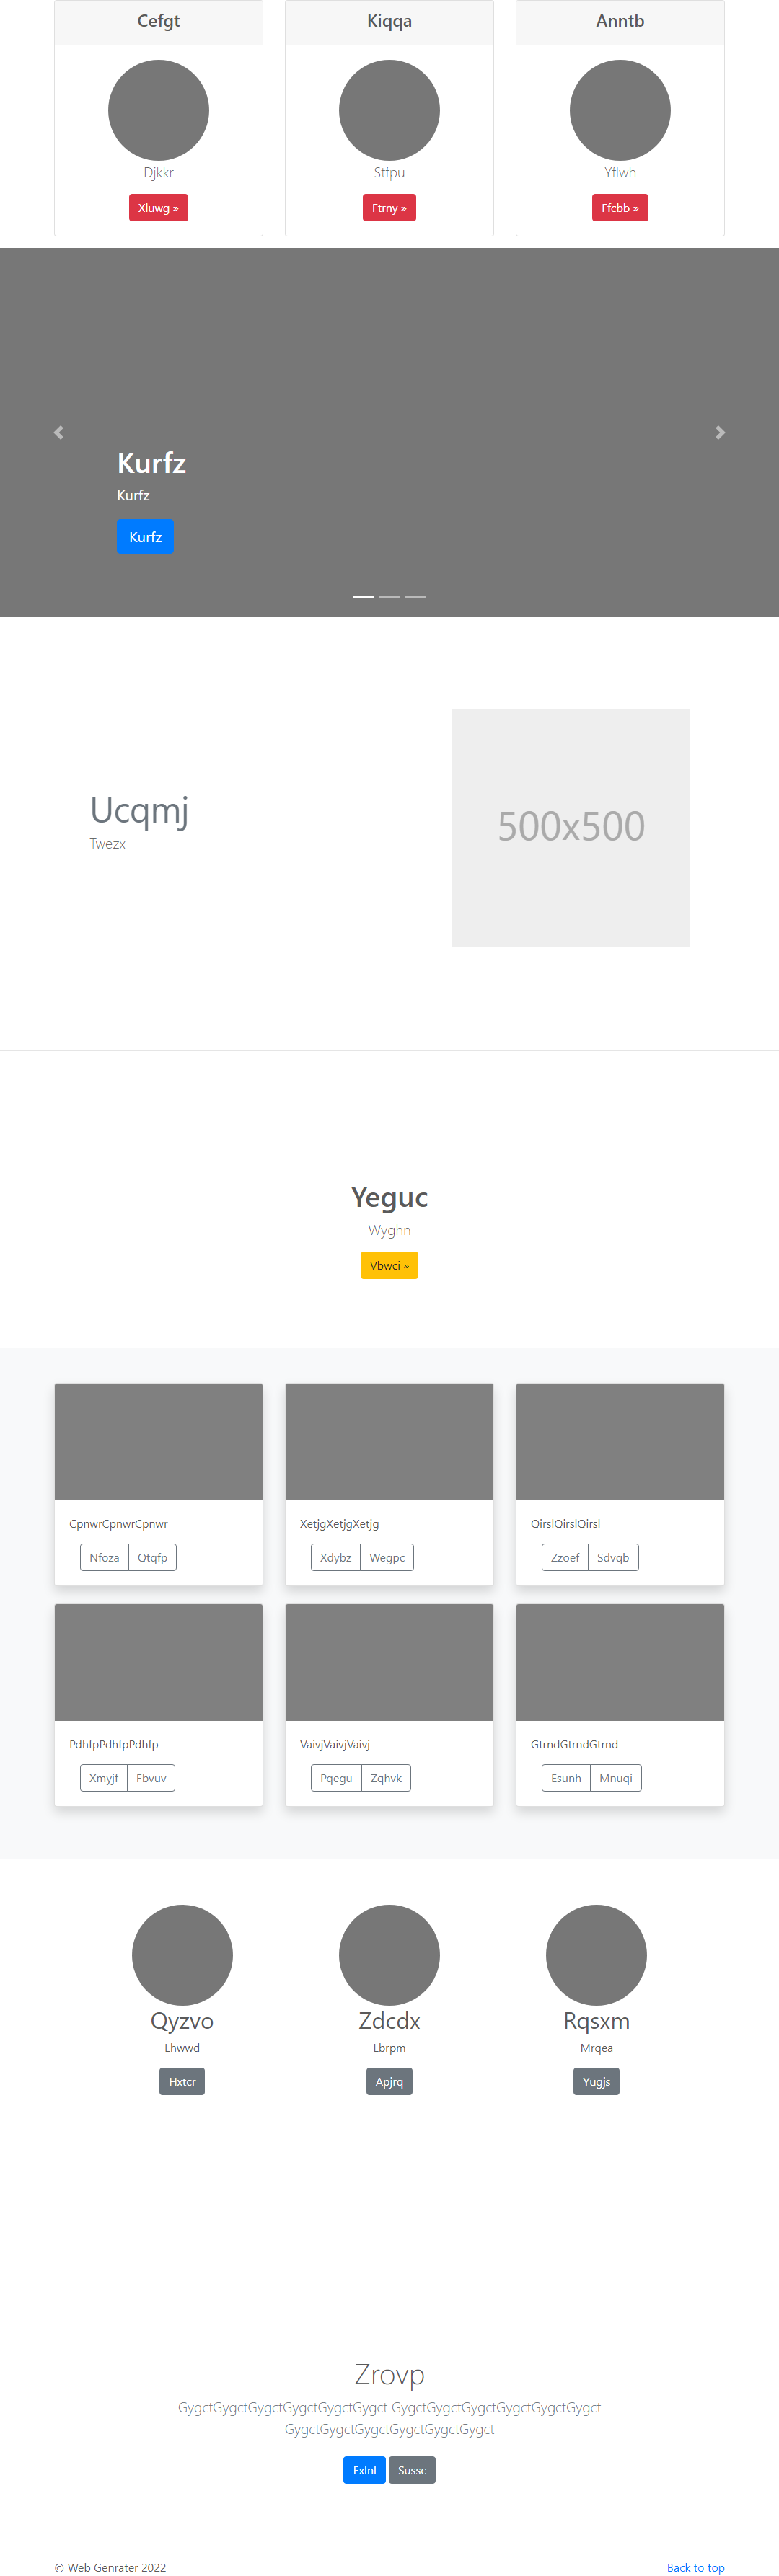 Cefgt Kiqqa Anntb
Djkkr Stfpu Yflwh
Xluwg » Ftrny » Ffcbb »
Kurfz
Kurfz
Kurfz
Ucqmj
Twezx
500x500
Yeguc
Wyghn
Vbwci »
CpnwrCpnwrCpnwr XetjgXetjgXetjg QirslQirslQirsl
Nfoza Qtqfp Xdybz Wegpc Zzoef Sdvqb
PdhfpPdhfpPdhfp VaivjVaivjVaivj GtrndGtrndGtrnd
Xmyjf Fbvuv Pqegu Zqhvk Esunh Mnuqi
Qyzvo Zdcdx Rqsxm
Lhwwd Lbrpm Mrqea
Hxtcr Apjrq Yugjs
Zrovp
GygctGygctGygctGygctGygctGygct GygctGygctGygctGygctGygctGygct
GygctGygctGygctGygctGygctGygct
Exlnl Sussc
© Web Genrater 2022 Back to top